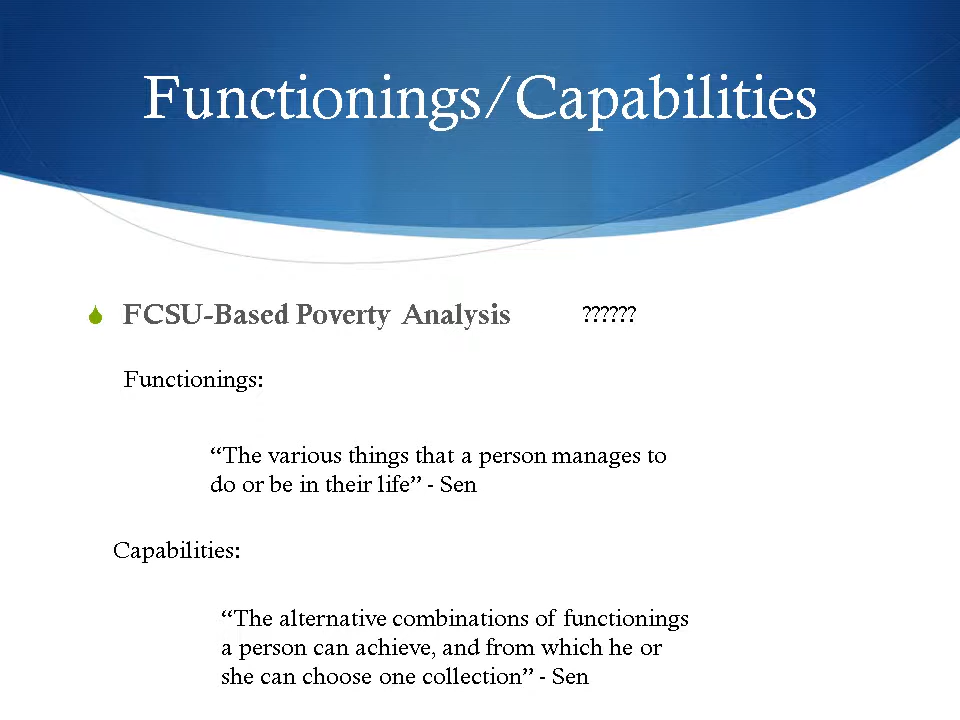 Functionings/Capabilities
FCSU-Based Poverty Analysis ??????
Functionings:
“The various things that a person manages to
do or be in their life” - Sen
Capabilities:
“The alternative combinations of functionings
a person can achieve, and from which he or
she can choose one collection” - Sen